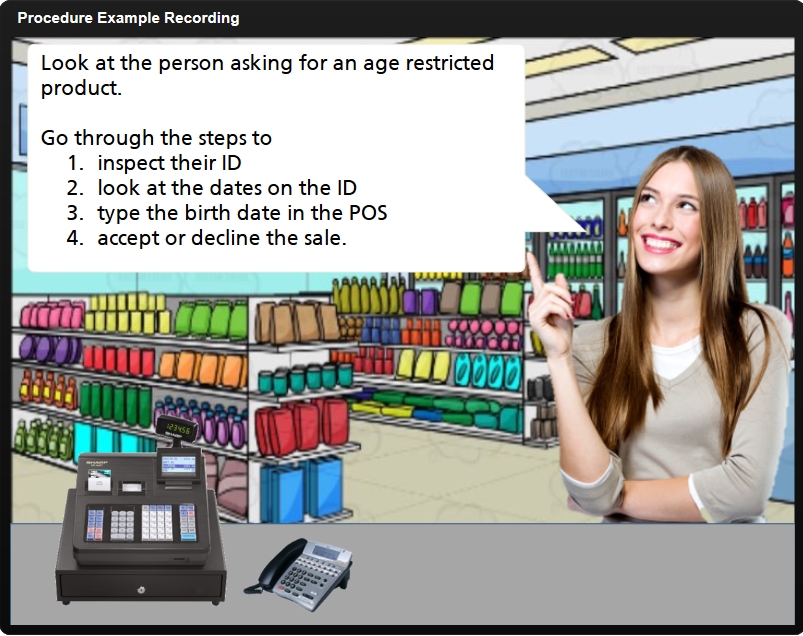 Procedure Example Recording
Look at the person asking for an age restricted
product.
Go through the steps to
1. inspect their ID
2. look at the dates on the ID
3. type the birth date in the POS
4. accept or decline the sale.
123456
SHARP
SHARP